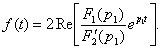 f(t) = 2 Re[ F₁(p₁) / F₂′(p₁) e^{p₁t} ]